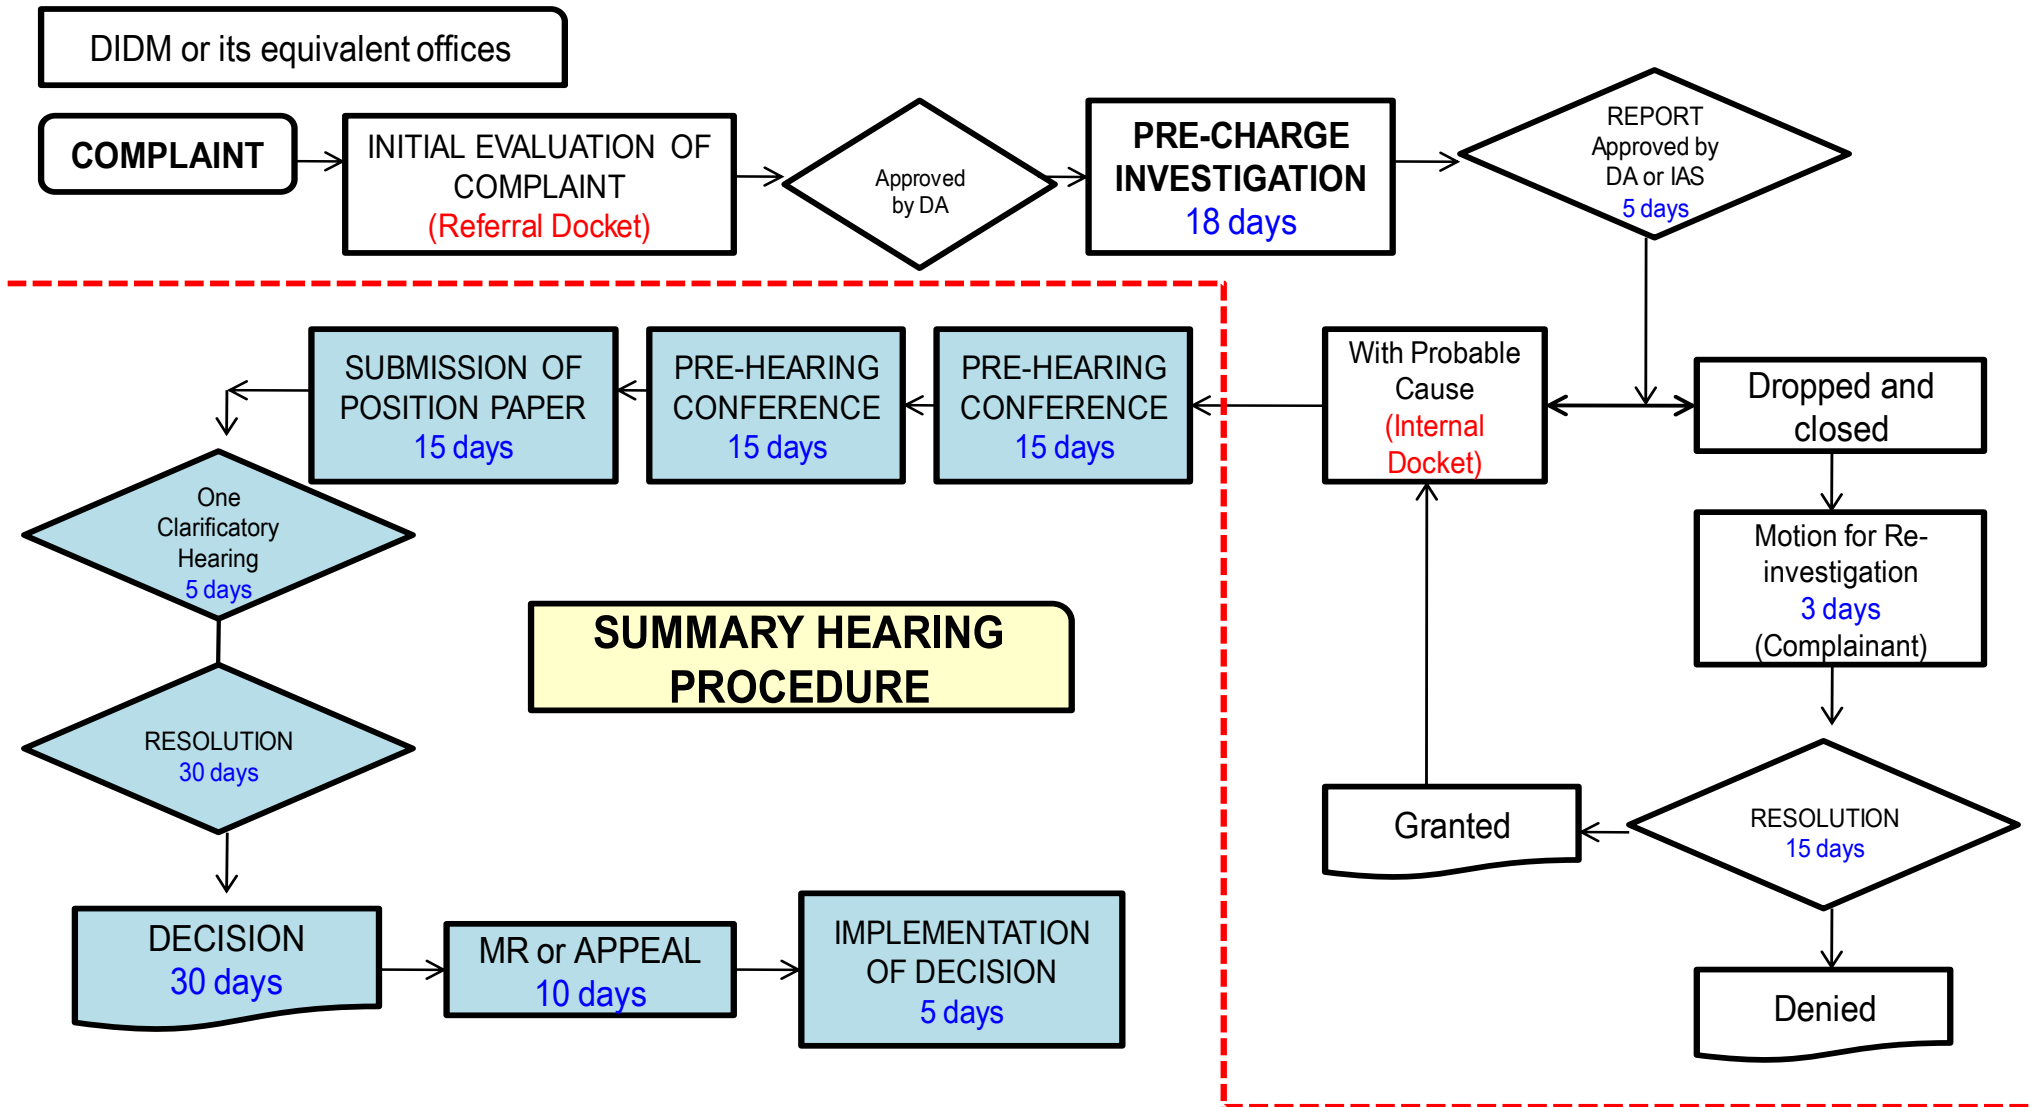 DIDM or its equivalent offices
COMPLAINT
INITIAL EVALUATION OF
COMPLAINT
(Referral Docket)
Approved
by DA
PRE-CHARGE
INVESTIGATION
18 days
REPORT
Approved by
DA or IAS
5 days
SUBMISSION OF
POSITION PAPER
15 days
PRE-HEARING
CONFERENCE
15 days
PRE-HEARING
CONFERENCE
15 days
With Probable
Cause
(Internal
Docket)
Dropped and
closed
One
Clarificatory
Hearing
5 days
Motion for Re-
investigation
3 days
(Complainant)
SUMMARY HEARING
PROCEDURE
RESOLUTION
30 days
Granted
RESOLUTION
15 days
DECISION
30 days
MR or APPEAL
10 days
IMPLEMENTATION
OF DECISION
5 days
Denied